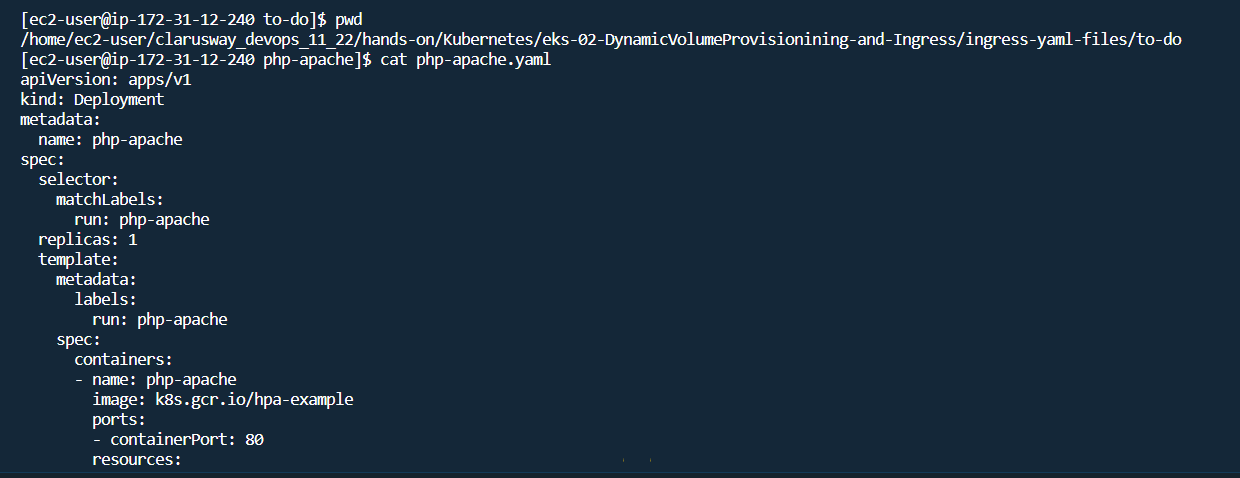 [ec2-user@ip-172-31-12-240 to-do]$ pwd
/home/ec2-user/clarusway_devops_11_22/hands-on/Kubernetes/eks-02-DynamicVolumeProvisionining-and-Ingress/ingress-yaml-files/to-do
[ec2-user@ip-172-31-12-240 php-apache]$ cat php-apache.yaml
apiVersion: apps/v1
kind: Deployment
metadata:
  name: php-apache
spec:
  selector:
    matchLabels:
      run: php-apache
  replicas: 1
  template:
    metadata:
      labels:
        run: php-apache
    spec:
      containers:
      - name: php-apache
        image: k8s.gcr.io/hpa-example
        ports:
        - containerPort: 80
        resources: